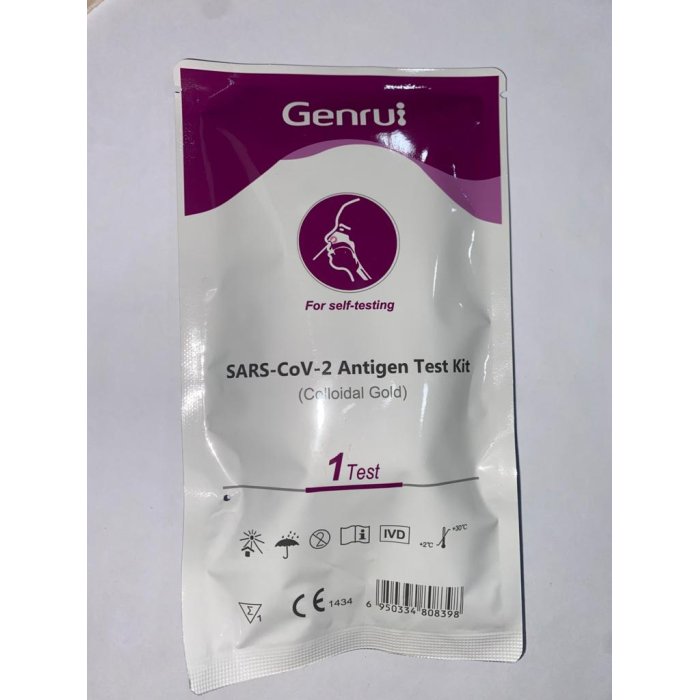 Genrui
For self-testing
SARS-CoV-2 Antigen Test Kit
(Colloidal Gold)
1 Test
IVD
+2°C
+30°C
Σ
1
CE 1434
6 950334 808398